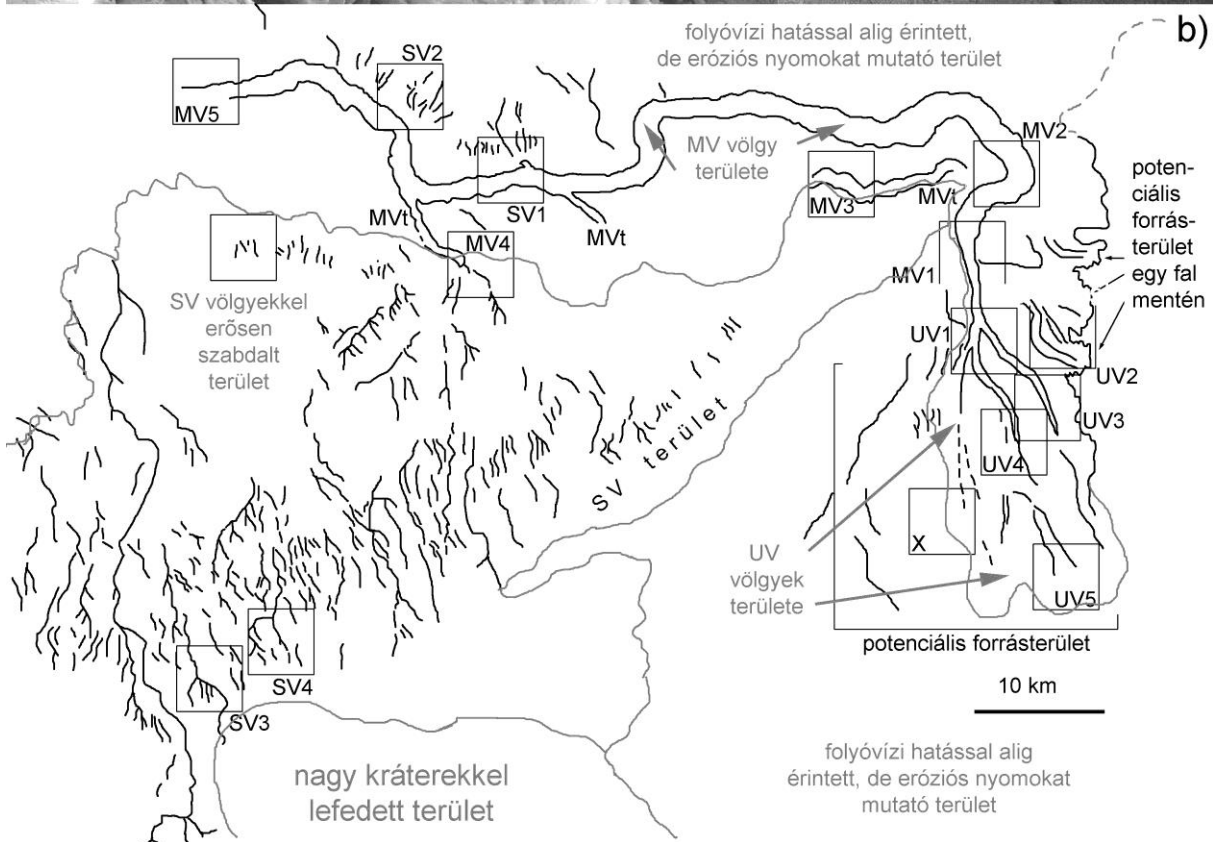 b)
folyóvízi hatással alig érintett,
de eróziós nyomokat mutató terület
SV2
MV5
MV völgy
területe
MV2
SV1
MVt
MVt
MV3
MVt
MV4
MV1
poten-
ciális
forrás-
terület
egy fal
mentén
SV völgyekkel
erõsen
szabdalt
terület
UV1
UV2
UV3
UV4
SV terület
X
UV
völgyek
területe
UV5
potenciális forrásterület
10 km
SV4
SV3
nagy kráterekkel
lefedett terület
folyóvízi hatással alig
érintett, de eróziós nyomokat
mutató terület